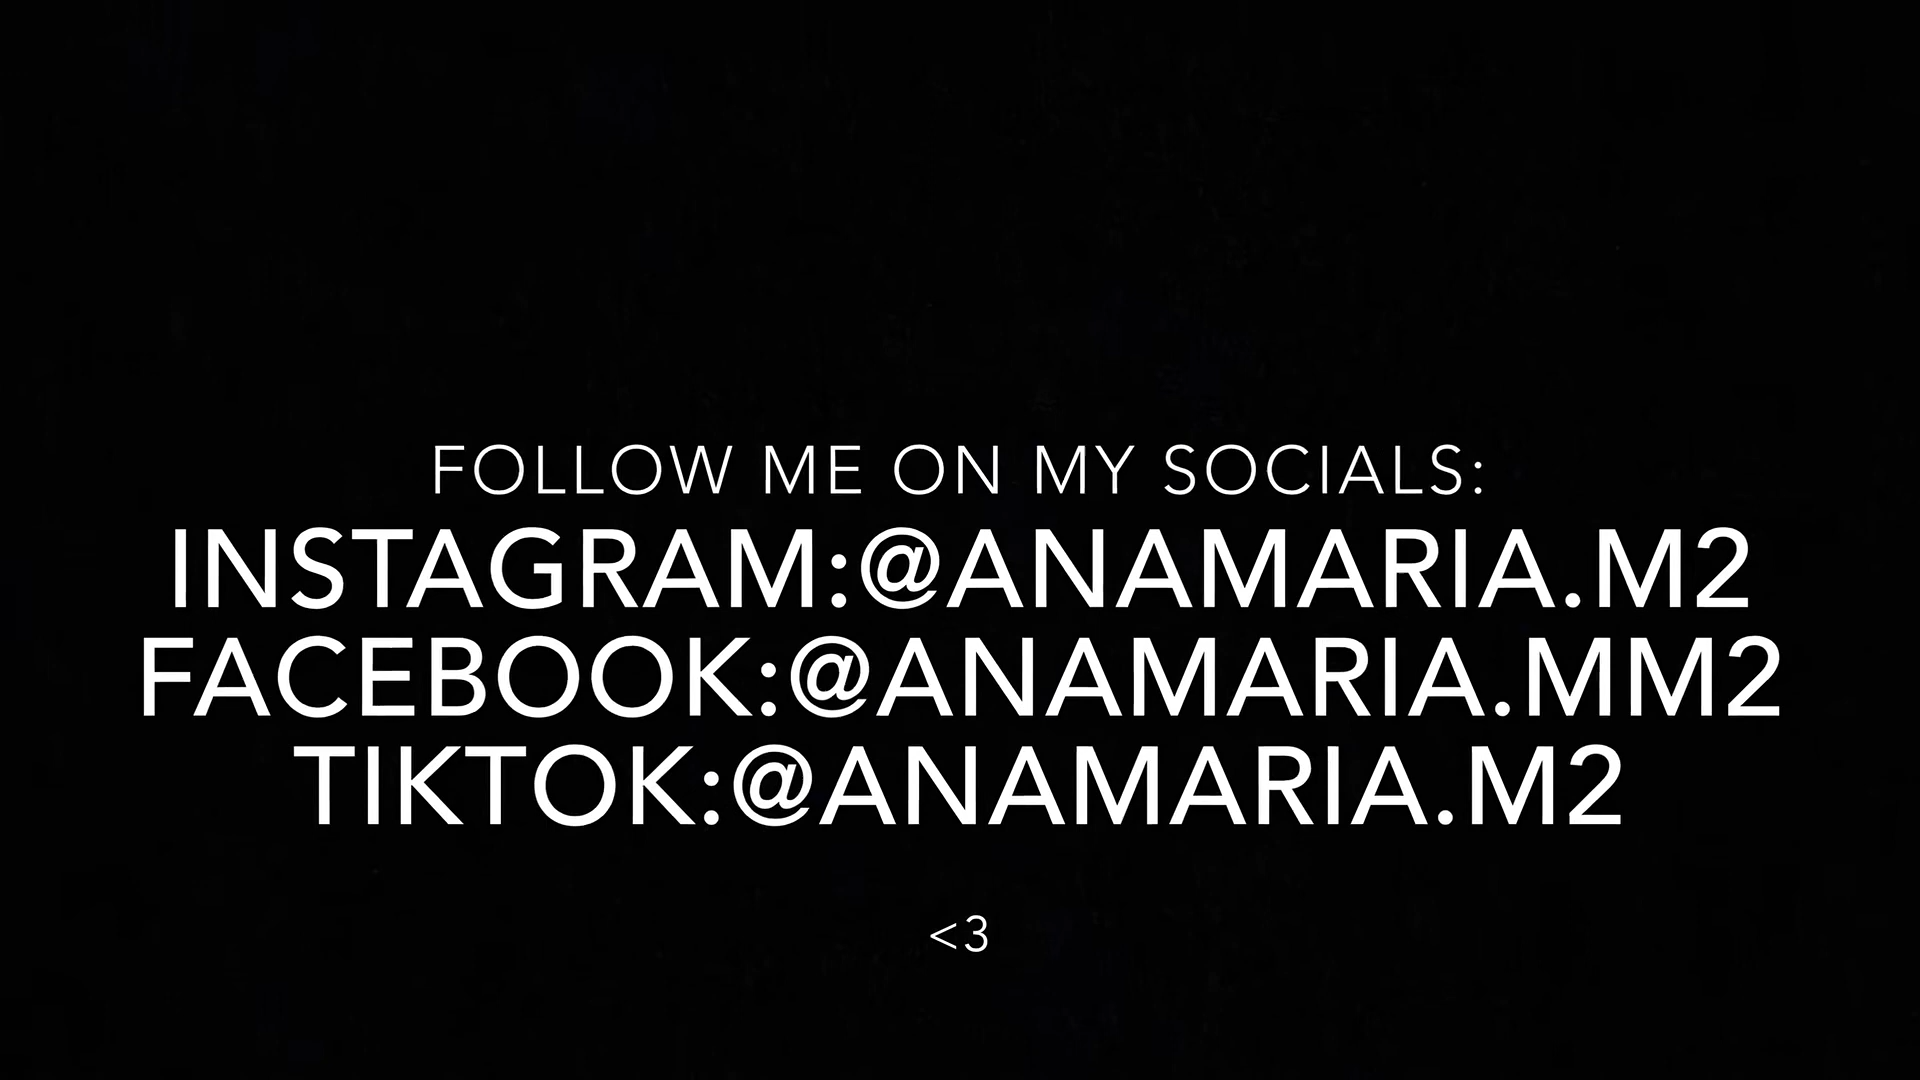 FOLLOW ME ON MY SOCIALS:
INSTAGRAM:@ANAMARIA.M2
FACEBOOK:@ANAMARIA.MM2
TIKTOK:@ANAMARIA.M2
<3